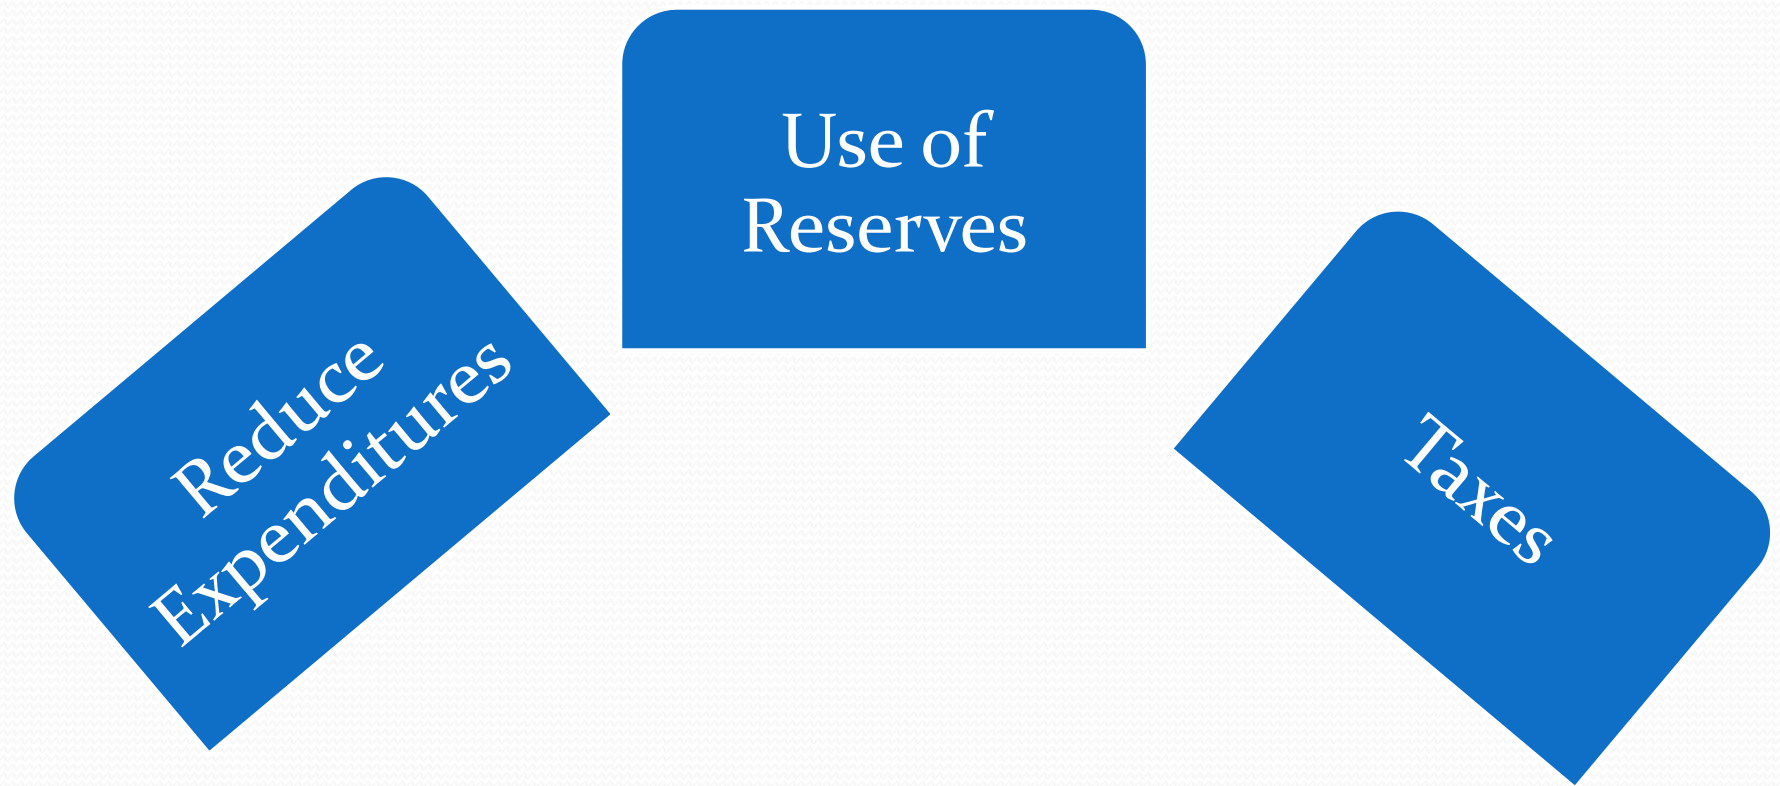 Reduce
Expenditures
Use of
Reserves
Taxes